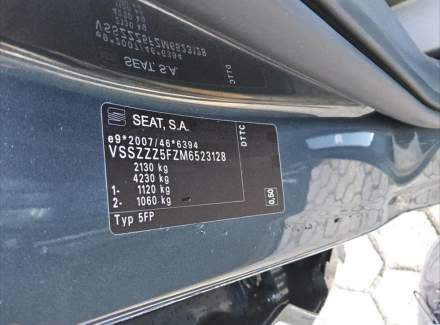 SEAT, S.A.
e9*2007/46*6394
VSSZZZ5FZM6523128
2130 kg
4230 kg
1- 1120 kg
2- 1060 kg
Typ 5FP
DTTC
0,50